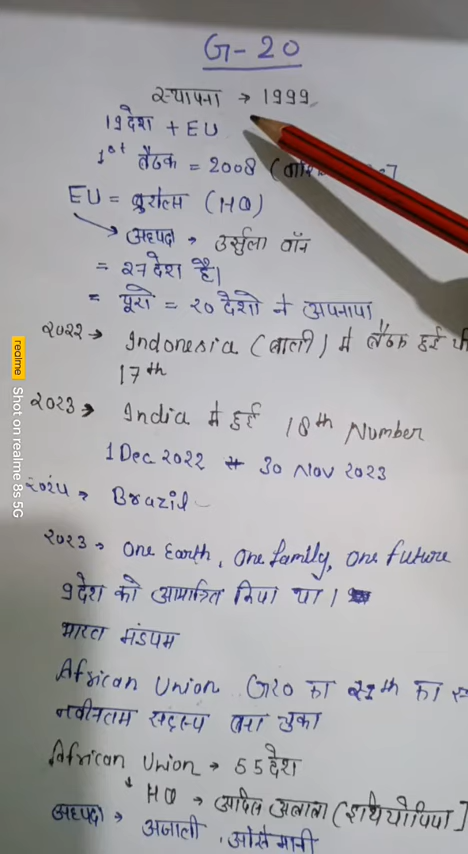 G-20
स्थापना → 1999
19 देश + EU
1st बैठक = 2008 (
EU = ब्रुसेल्स (HQ)
अध्यक्ष → उर्सुला वॉन
= 27 देश है।
= यूरो = 20 देशो ने अपनाया
2022 → Indonesia (बाली) में बैठक हुई थी
17th
2023 → India में हुई 18th Number
1 Dec 2022 30 Nov 2023
2024 → Brazil
2023 → One Earth, One family, One future
9 देश को आमंत्रित किया था।
भारत मंडपम
African Union G20 का 21th का
नवीनतम सदस्य बन चुका
African Union → 55 देश
HQ → आदिस अबाबा (इथियोपिया)
अध्यक्ष → अजाली ओसेमानी
realme Shot on realme 8s 5G